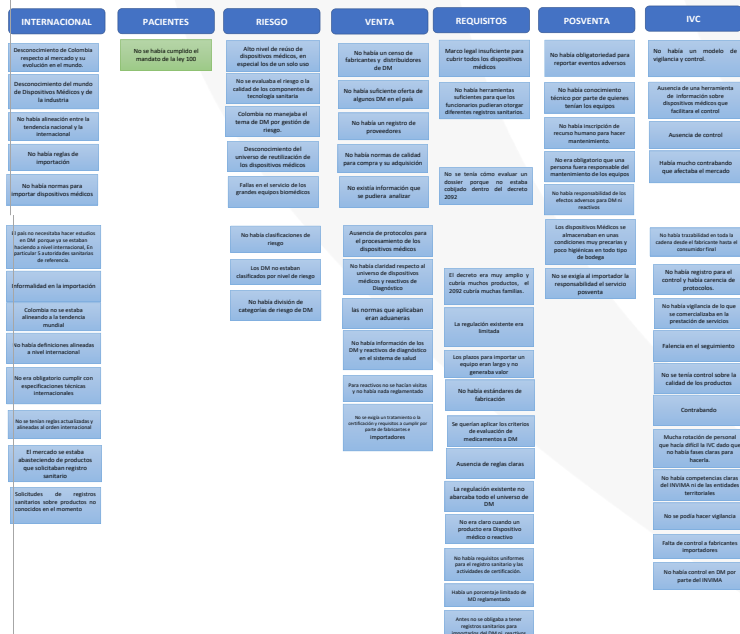 INTERNACIONAL
Desconocimiento de Colombia
respecto al mercado y su
evolución en el mundo.
Desconocimiento del mundo
de Dispositivos Médicos y de
la industria
No había alineación entre la
tendencia nacional y la
internacional
No había reglas de
importación
No había normas para
importar dispositivos médicos
El país no necesitaba hacer estudios
en DM porque ya se estaban
haciendo a nivel internacional, En
particular 5 autoridades sanitarias
de referencia.
Informalidad en la importación
Colombia no se estaba
alineando a la tendencia
mundial
No había definiciones alineadas
a nivel internacional
No era obligatorio cumplir con
especificaciones técnicas
internacionales
No se tenían reglas actualizadas y
alineadas al orden internacional
El mercado se estaba
abasteciendo de productos
que solicitaban registro
sanitario
Solicitudes de registros
sanitarios sobre productos no
conocidos en el momento
PACIENTES
No se había cumplido el
mandato de la ley 100
RIESGO
Alto nivel de reúso de
dispositivos médicos, en
especial los de un solo uso
No se evaluaba el riesgo o la
calidad de los componentes de
tecnología sanitaria
Colombia no manejaba el
tema de DM por gestión de
riesgo.
Desconocimiento del
universo de reutilización de
los dispositivos médicos
Fallas en el servicio de los
grandes equipos biomédicos
No había clasificaciones de
riesgo
Los DM no estaban
clasificados por nivel de riesgo
No había división de
categorías de riesgo de DM
VENTA
No había un censo de
fabricantes y distribuidores
de DM
No había suficiente oferta de
algunos DM en el país
No había un registro de
proveedores
No había normas de calidad
para compra y su adquisición
No existía información que
se pudiera analizar
Ausencia de protocolos para
el procesamiento de los
dispositivos médicos
No había claridad respecto al
universo de dispositivos
médicos y reactivos de
Diagnóstico
las normas que aplicaban
eran aduaneras
No había información de los
DM y reactivos de diagnóstico
en el sistema de salud
Para reactivos no se hacían visitas
y no había nada reglamentado
No se exigía un tratamiento o la
certificación y requisitos a cumplir por
parte de fabricantes e
importadores
REQUISITOS
Marco legal insuficiente para
cubrir todos los dispositivos
médicos
No había herramientas
suficientes para que los
funcionarios pudieran otorgar
diferentes registros sanitarios.
No se tenía cómo evaluar un
dossier porque no estaba
cobijado dentro del decreto
2092
El decreto era muy amplio y
cubría muchos productos, el
2092 cubría muchas familias.
La regulación existente era
limitada
Los plazos para importar un
equipo eran largo y no
generaba valor
No había estándares de
fabricación
Se querían aplicar los criterios
de evaluación de
medicamentos a DM
Ausencia de reglas claras
La regulación existente no
abarcaba todo el universo de
DM
No era claro cuando un
producto era Dispositivo
médico o reactivo
No había requisitos uniformes
para el registro sanitario y las
actividades de certificación.
Había un porcentaje limitado de
MD reglamentado
Antes no se obligaba a tener
registros sanitarios para
POSVENTA
No había obligatoriedad para
reportar eventos adversos
No había conocimiento
técnico por parte de quienes
tenían los equipos
No había inscripción de
recurso humano para hacer
mantenimiento.
No era obligatorio que una
persona fuera responsable del
mantenimiento de los equipos
No había responsabilidad de los
efectos adversos para DM ni
reactivos
Los dispositivos Médicos se
almacenaban en unas
condiciones muy precarias y
poco higiénicas en todo tipo
de bodega
No se exigía al importador la
responsabilidad el servicio
posventa
IVC
No había un modelo de
vigilancia y control.
Ausencia de una herramienta
de información sobre
dispositivos médicos que
facilitara el control
Ausencia de control
Había mucho contrabando
que afectaba el mercado
No había trazabilidad en toda la
cadena desde el fabricante hasta el
consumidor final
No había registro para el
control y había carencia de
protocolos.
No había vigilancia de lo que
se comercializaba en la
prestación de servicios
Falencia en el seguimiento
No se tenía control sobre la
calidad de los productos
Contrabando
Mucha rotación de personal
que hacía difícil la IVC dado que
no había fases claras para
hacerla.
No había competencias claras
del INVIMA ni de las entidades
territoriales
No se podía hacer vigilancia
Falta de control a fabricantes
importadores
No había control en DM por
parte del INVIMA